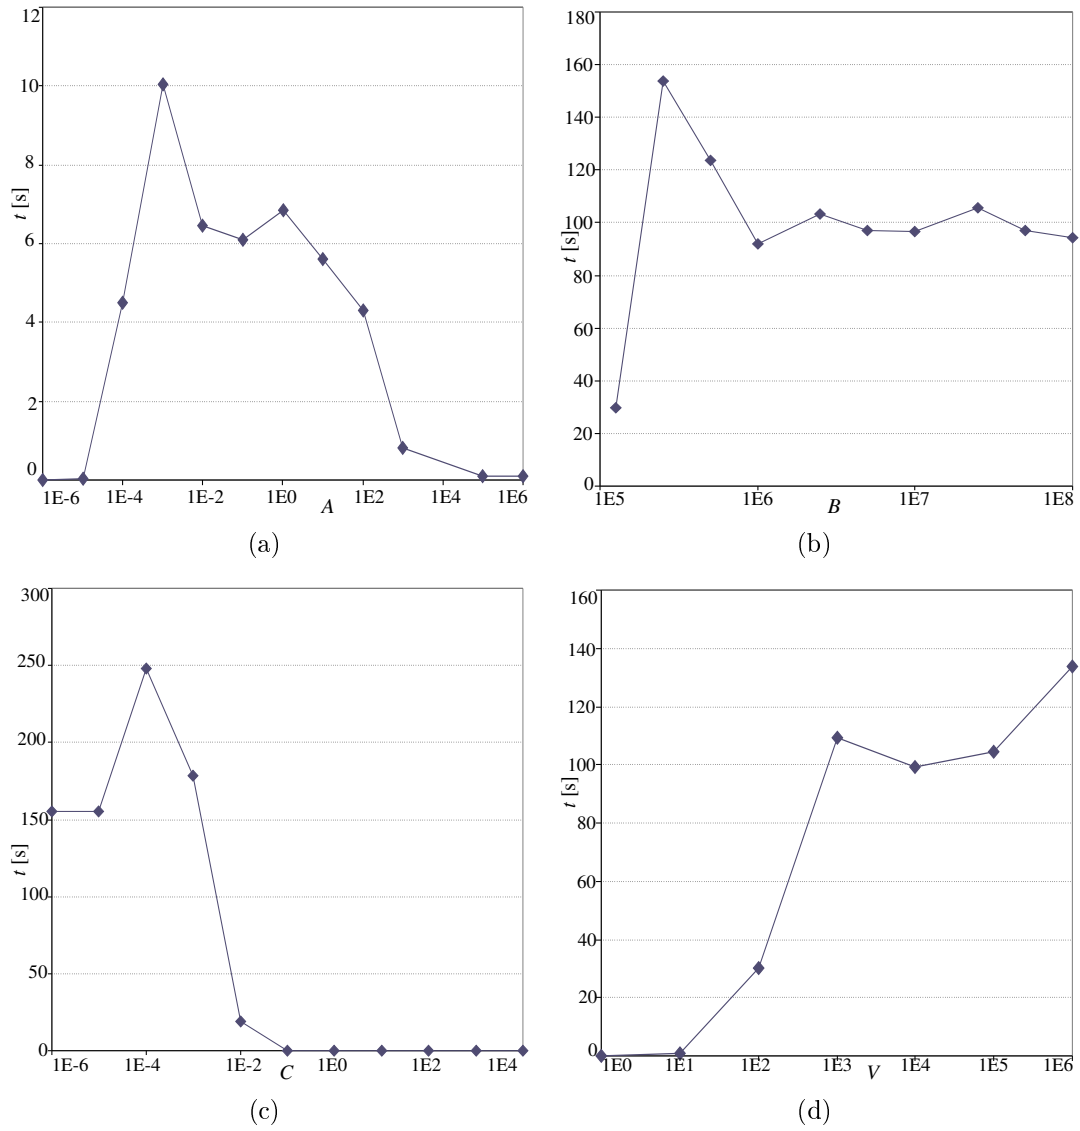 12
10
8
6
4
2
0
t [s]
1E-6 1E-4 1E-2 1E0 1E2 1E4 1E6
A
(a)
180
160
140
120
100
80
60
40
20
0
t [s]
1E5 1E6 1E7 1E8
B
(b)
300
250
200
150
100
50
0
t [s]
1E-6 1E-4 1E-2 1E0 1E2 1E4
C
(c)
160
140
120
100
80
60
40
20
0
t [s]
1E0 1E1 1E2 1E3 1E4 1E5 1E6
V
(d)